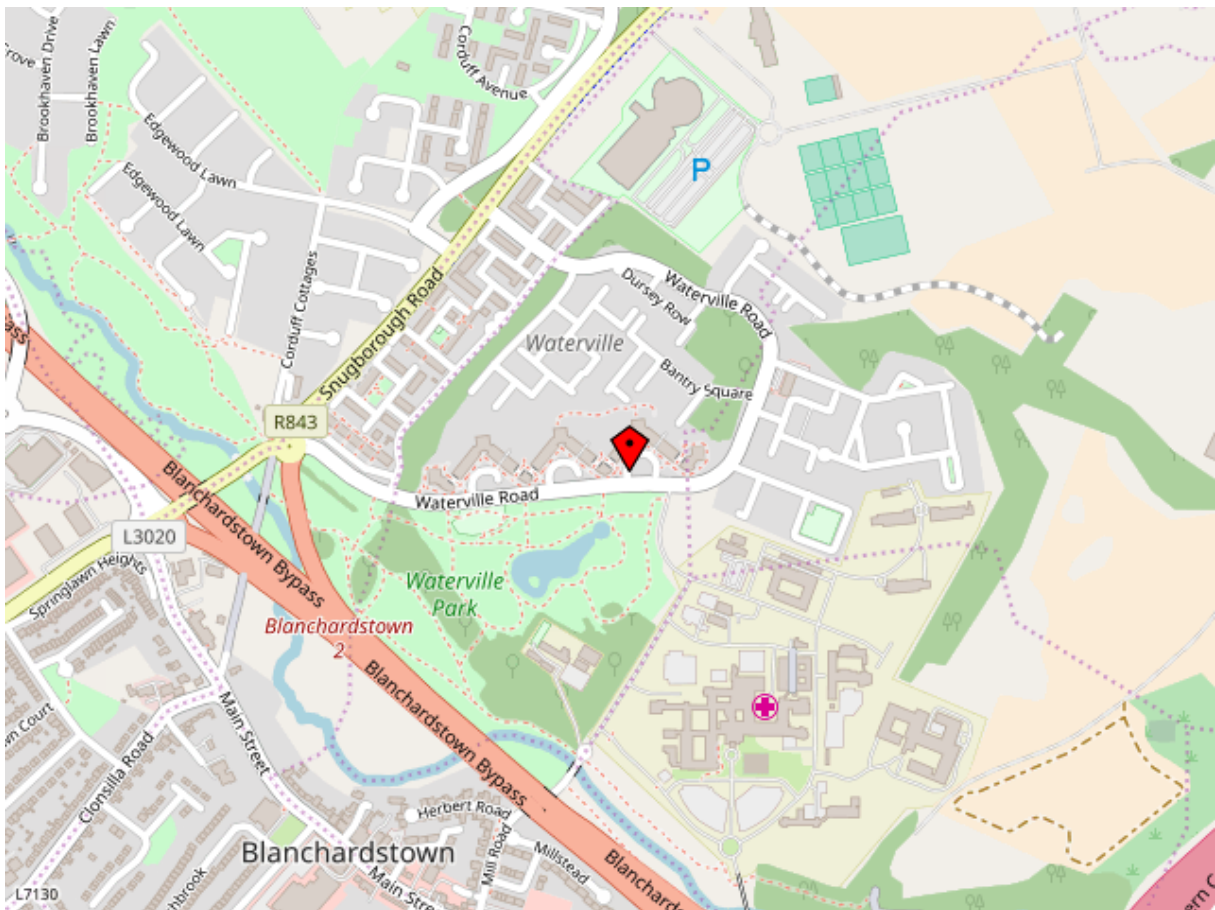 Grove
Brookhaven Drive
Brookhaven Lawn
Corduff Avenue
Edgewood Lawn
Edgewood Lawn
P
Corduff Cottages
Snugborough Road
Waterville Road
Dursey Row
Waterville
Bantry Square
R843
Waterville Road
Blanchardstown Bypass
L3020
Springlawn Heights
Waterville
Park
Blanchardstown
2
Blanchardstown Bypass
Main Street
Court
Clonsilla Road
Herbert Road
Mill Road
Millstead
Blanchardstown
Main Street
L7130